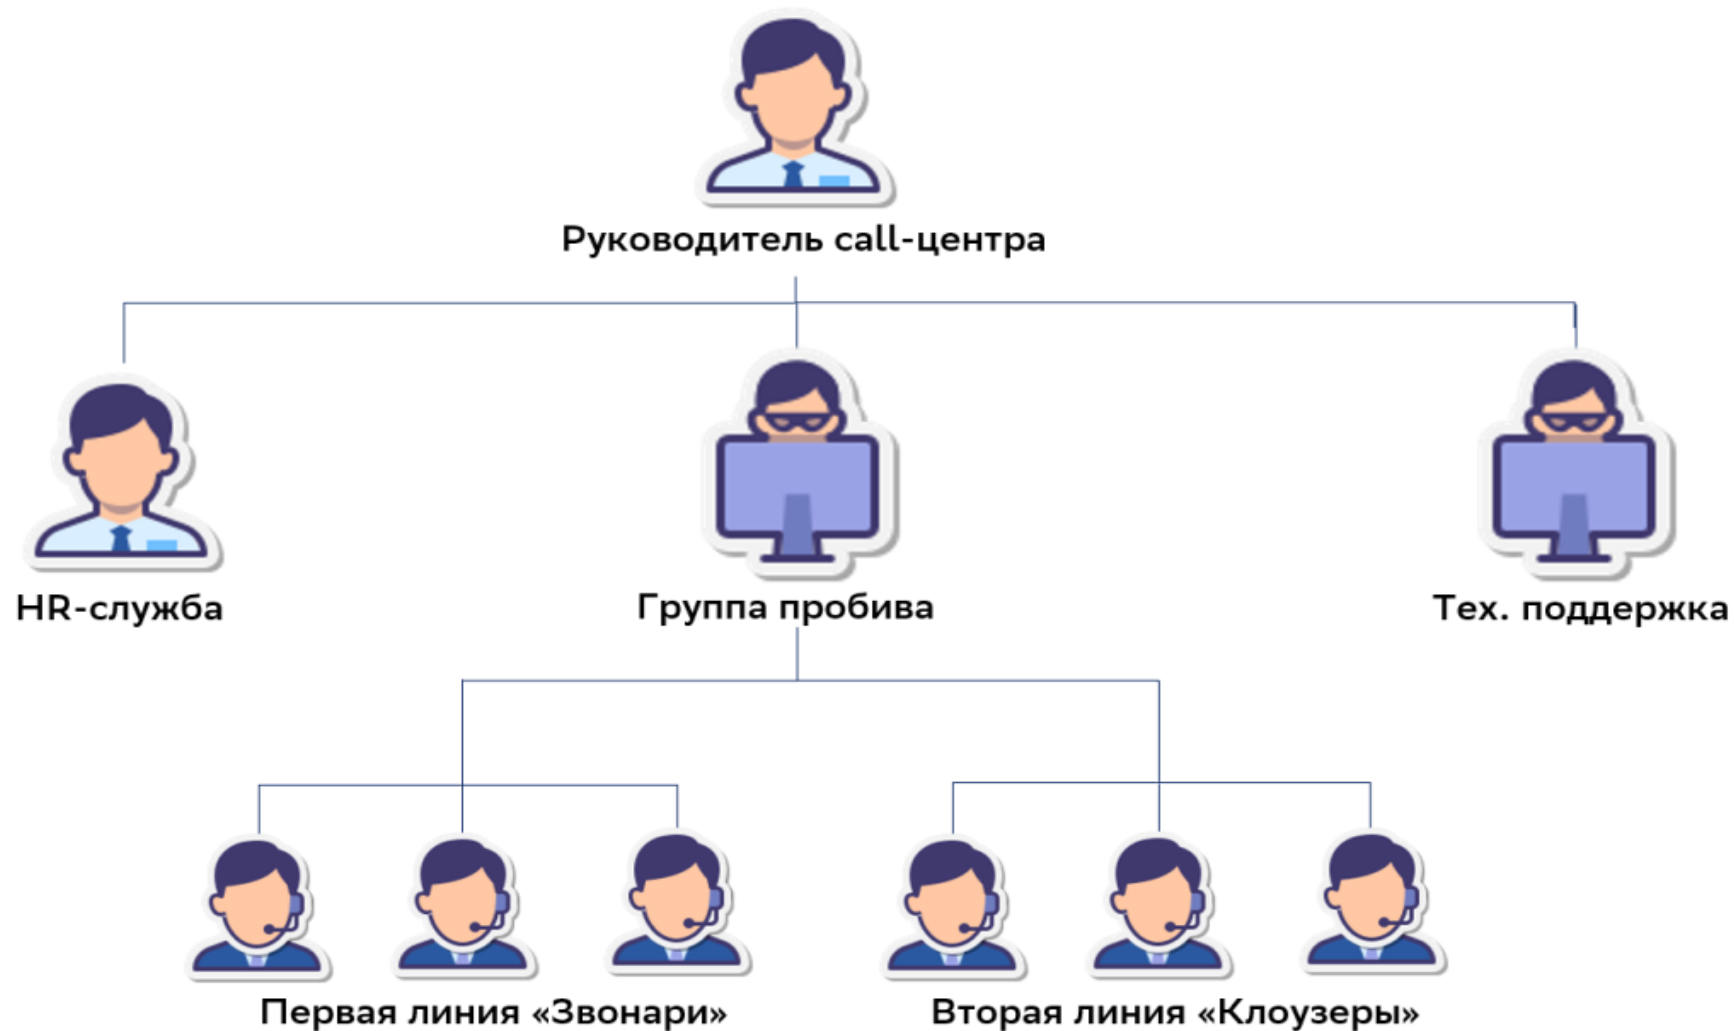 Руководитель call-центра
HR-служба
Группа пробива
Тех. поддержка
Первая линия «Звонари»
Вторая линия «Клоузеры»